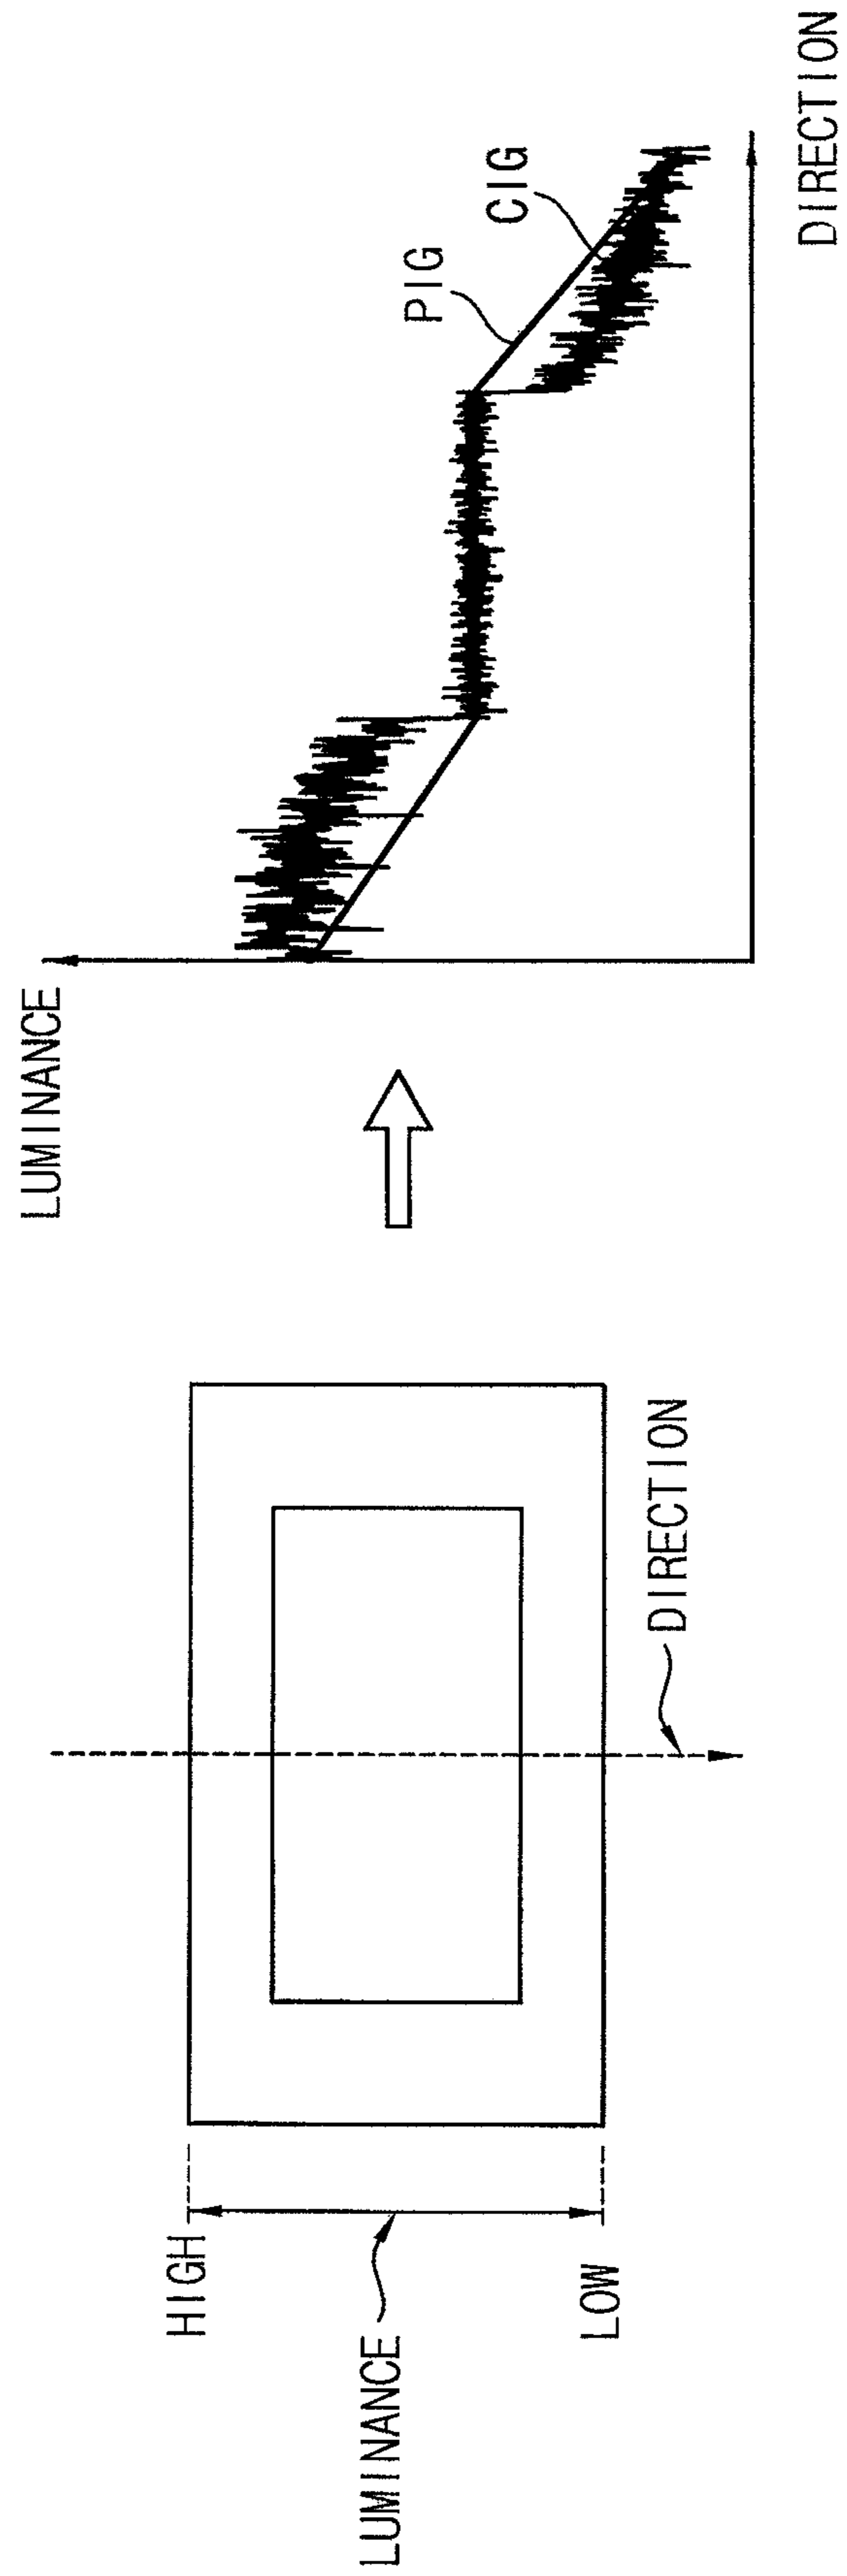 HIGH
LUMINANCE
LOW
DIRECTION
LUMINANCE
PIG
CIG
DIRECTION